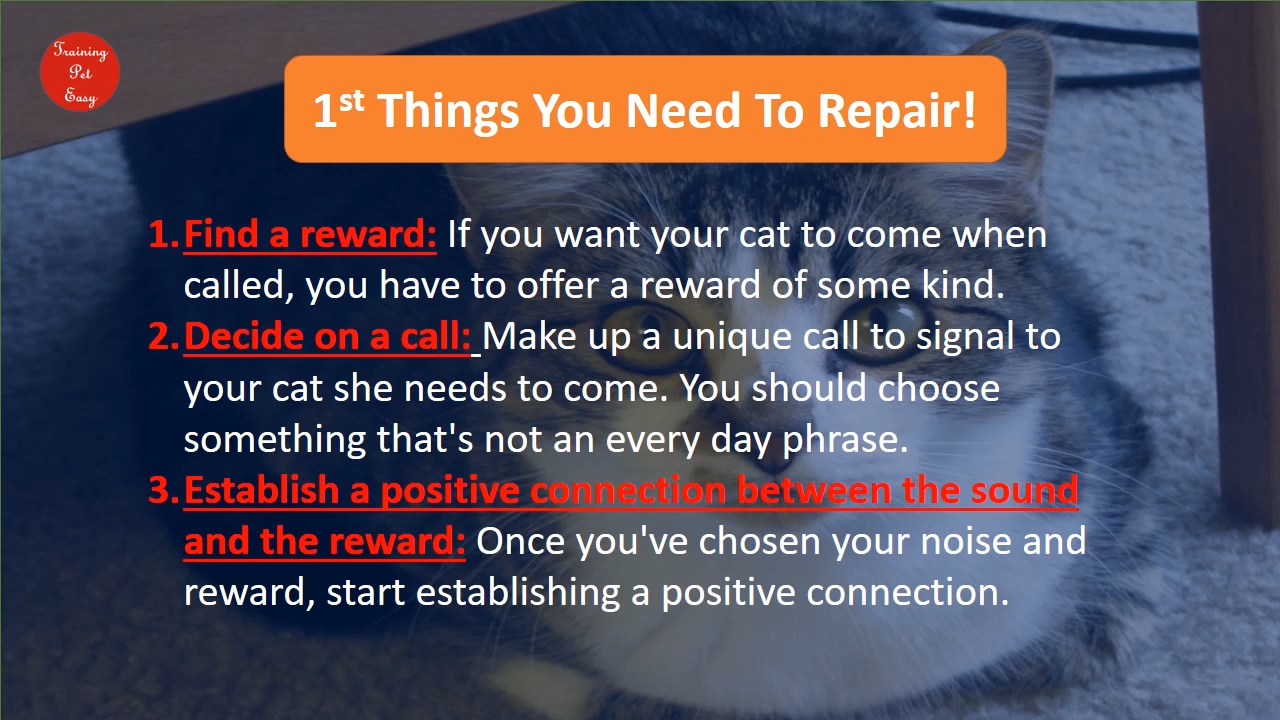 Training
Pet
Easy
1st Things You Need To Repair!
1. Find a reward: If you want your cat to come when
called, you have to offer a reward of some kind.
2. Decide on a call: Make up a unique call to signal to
your cat she needs to come. You should choose
something that's not an every day phrase.
3. Establish a positive connection between the sound
and the reward: Once you've chosen your noise and
reward, start establishing a positive connection.